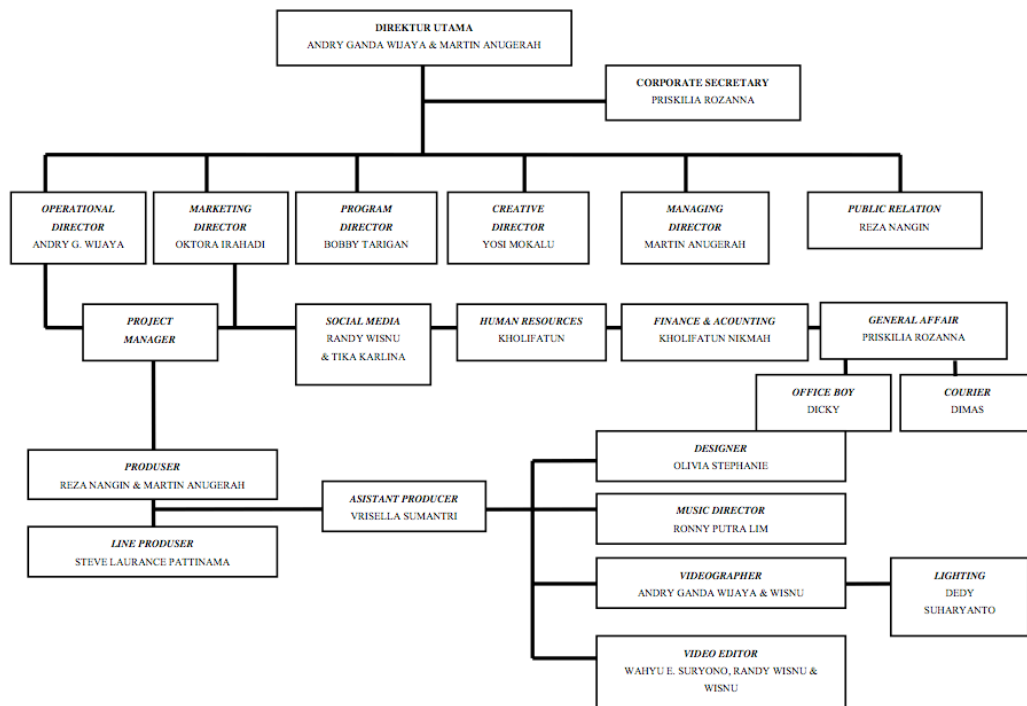 DIREKTUR UTAMA
ANDRY GANDA WIJAYA & MARTIN ANUGERAH
CORPORATE SECRETARY
PRISKILIA ROZANNA
OPERATIONAL
DIRECTOR
ANDRY G. WIJAYA
MARKETING
DIRECTOR
OKTORA IRAHADI
PROGRAM
DIRECTOR
BOBBY TARIGAN
CREATIVE
DIRECTOR
YOSI MOKALU
MANAGING
DIRECTOR
MARTIN ANUGERAH
PUBLIC RELATION
REZA NANGIN
PROJECT
MANAGER
SOCIAL MEDIA
RANDY WISNU
& TIKA KARLINA
HUMAN RESOURCES
KHOLIFATUN
FINANCE & ACOUNTING
KHOLIFATUN NIKMAH
GENERAL AFFAIR
PRISKILIA ROZANNA
OFFICE BOY
DICKY
COURIER
DIMAS
PRODUSER
REZA NANGIN & MARTIN ANUGERAH
LINE PRODUSER
STEVE LAURANCE PATTINAMA
ASISTANT PRODUCER
VRISELLA SUMANTRI
DESIGNER
OLIVIA STEPHANIE
MUSIC DIRECTOR
RONNY PUTRA LIM
VIDEOGRAPHER
ANDRY GANDA WIJAYA & WISNU
LIGHTING
DEDY
SUHARYANTO
VIDEO EDITOR
WAHYU E. SURYONO, RANDY WISNU &
WISNU